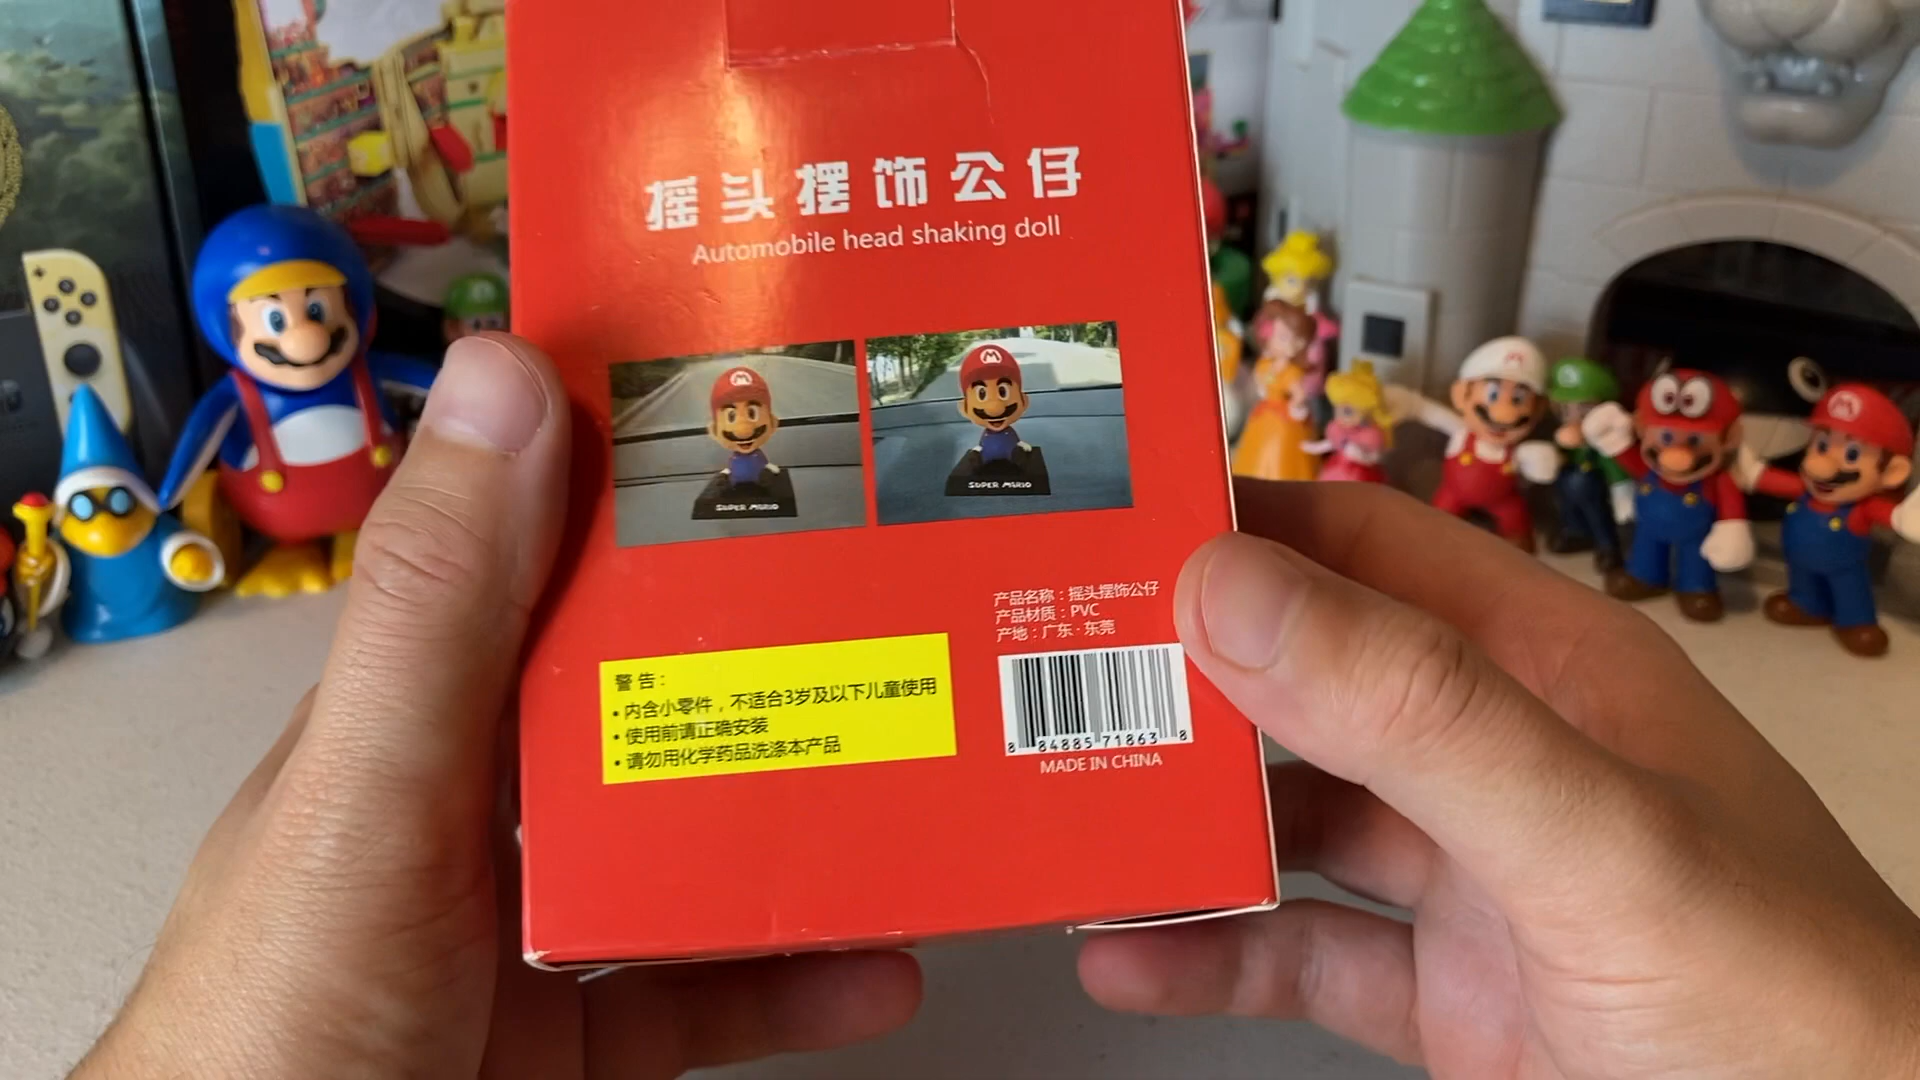 摇头摆饰公仔
Automobile head shaking doll
M
M
SUPER MARIO
SUPER MARIO
产品名称：摇头摆饰公仔
产品材质：PVC
产地：广东·东莞
警告：
• 内含小零件，不适合3岁及以下儿童使用
• 使用前请正确安装
• 请勿用化学药品洗涤本产品
8 84885 71863 8
MADE IN CHINA
M